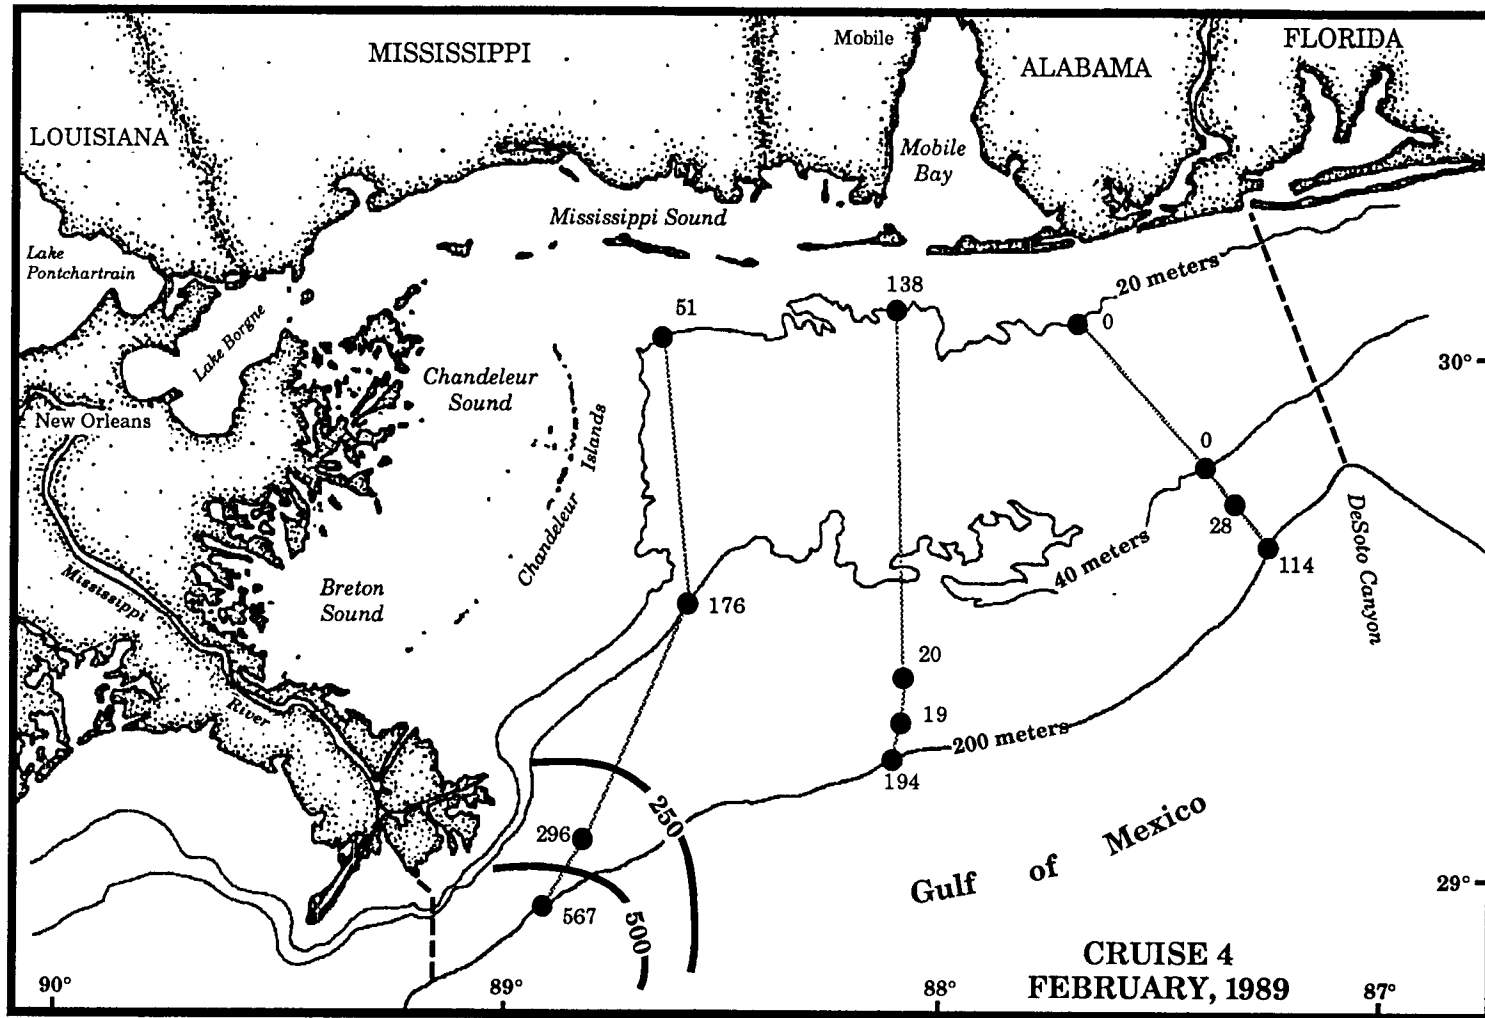 MISSISSIPPI
Mobile
FLORIDA
ALABAMA
LOUISIANA
Mobile
Bay
Mississippi Sound
Lake
Pontchartrain
20 meters
138
51
0
Lake Borgne
30°
Chandeleur
Sound
New Orleans
Chandeleur Islands
0
28
DeSoto Canyon
40 meters
114
Mississippi
Breton
Sound
176
20
River
19
200 meters
194
250
296
Gulf of Mexico
29°
567
500
CRUISE 4
FEBRUARY, 1989
90°
89°
88°
87°